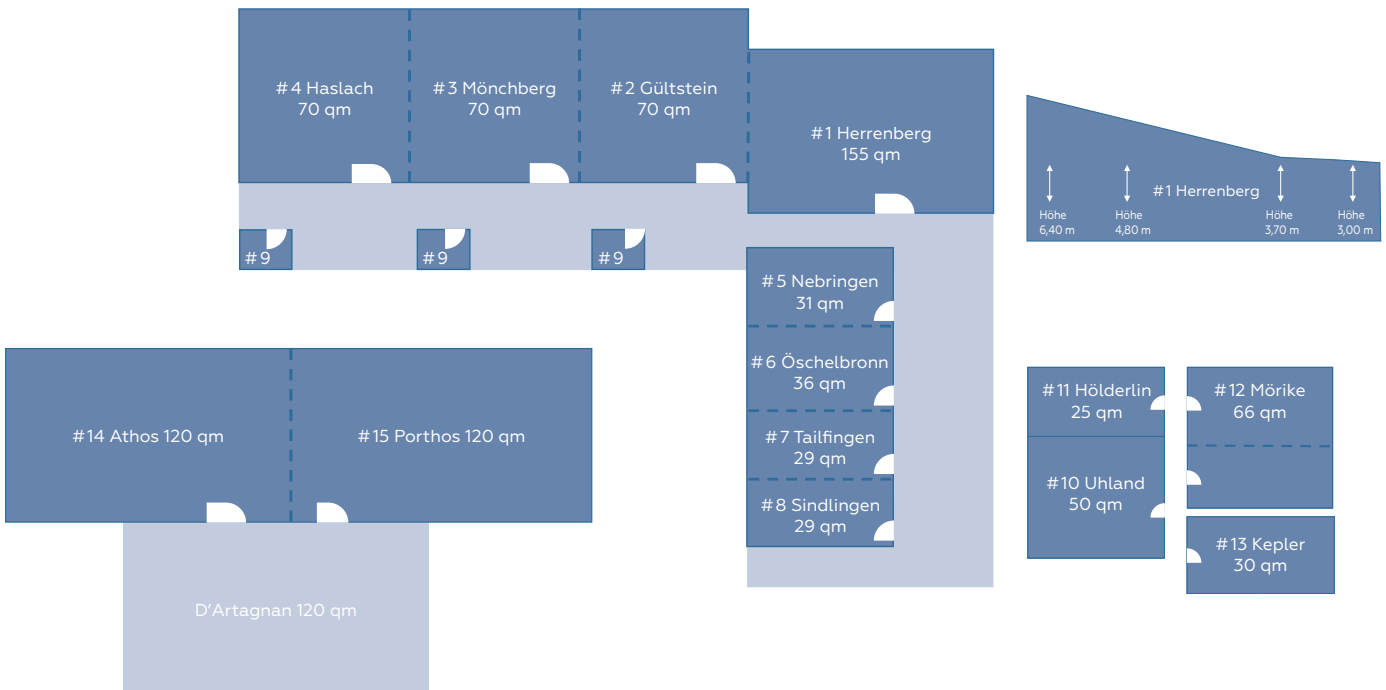 #4 Haslach
70 qm
#3 Mönchberg
70 qm
#2 Gültstein
70 qm
#1 Herrenberg
155 qm
#1 Herrenberg
Höhe
6,40 m
Höhe
4,80 m
Höhe
3,70 m
Höhe
3,00 m
#9
#9
#9
#5 Nebringen
31 qm
#6 Öschelbronn
36 qm
#7 Tailfingen
29 qm
#8 Sindlingen
29 qm
#14 Athos 120 qm
#15 Porthos 120 qm
D'Artagnan 120 qm
#11 Hölderlin
25 qm
#10 Uhland
50 qm
#12 Mörike
66 qm
#13 Kepler
30 qm